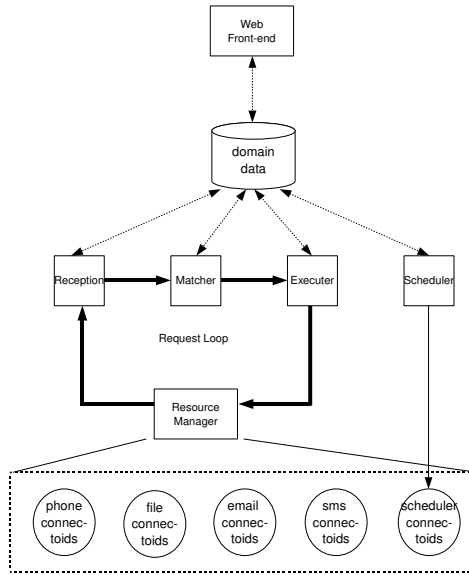 Web
Front-end
domain
data
Reception
Matcher
Executer
Scheduler
Request Loop
Resource
Manager
phone
connec-
toids
file
connec-
toids
email
connec-
toids
sms
connec-
toids
scheduler
connec-
toids